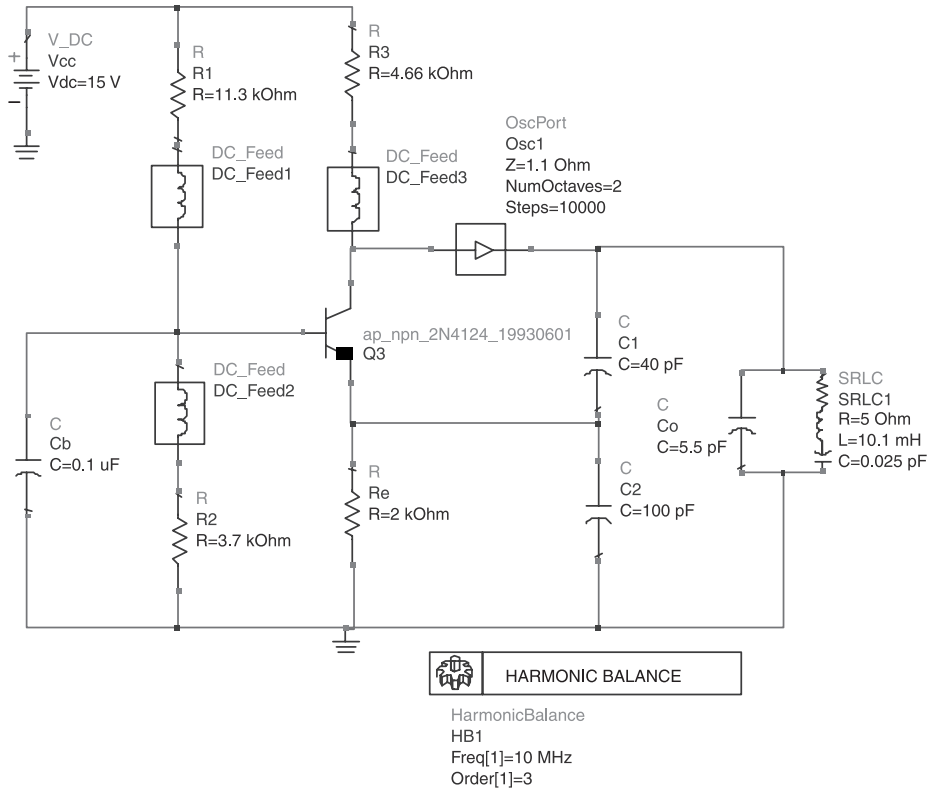 V_DC
Vcc
Vdc=15 V
+
−
R
R1
R=11.3 kOhm
R
R3
R=4.66 kOhm
DC_Feed
DC_Feed1
DC_Feed
DC_Feed3
OscPort
Osc1
Z=1.1 Ohm
NumOctaves=2
Steps=10000
ap_npn_2N4124_19930601
Q3
C
C1
C=40 pF
DC_Feed
DC_Feed2
C
Cb
C=0.1 uF
C
Co
C=5.5 pF
SRLC
SRLC1
R=5 Ohm
L=10.1 mH
C=0.025 pF
R
R2
R=3.7 kOhm
R
Re
R=2 kOhm
C
C2
C=100 pF
HARMONIC BALANCE
HarmonicBalance
HB1
Freq[1]=10 MHz
Order[1]=3